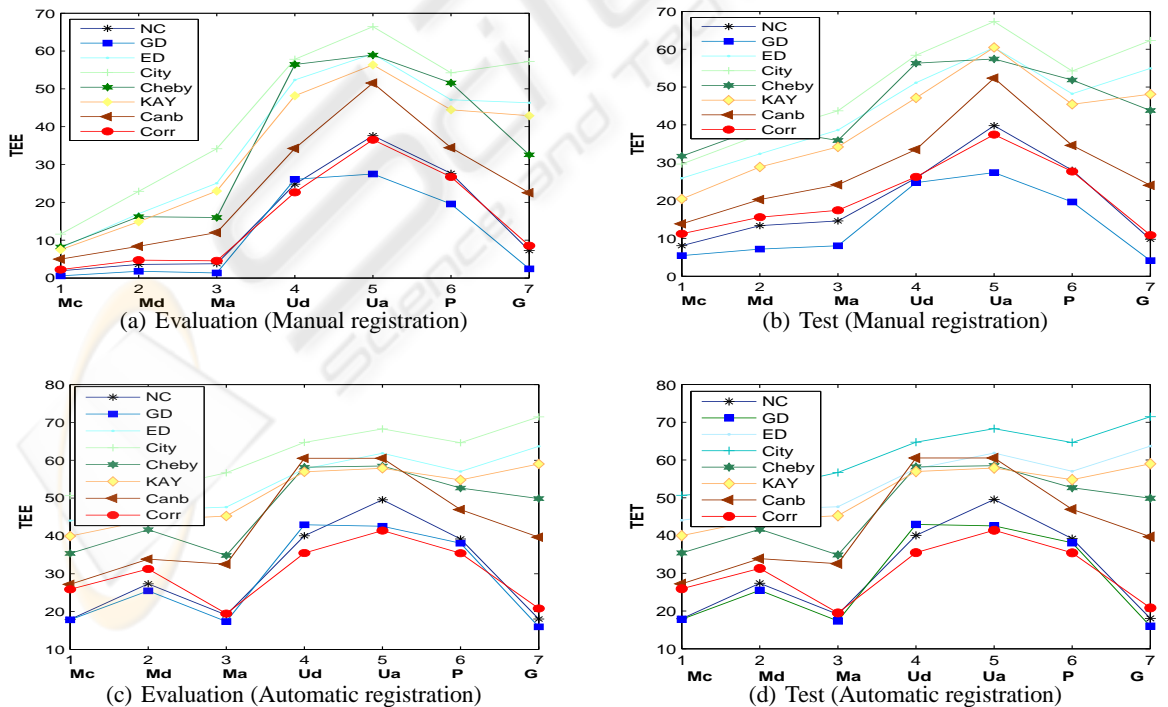 TEE
70
60
50
40
30
20
10
0
NC
GD
ED
City
Cheby
KAY
Canb
Corr
1 2 3 4 5 6 7
Mc Md Ma Ud Ua P G
(a) Evaluation (Manual registration)
TET
70
60
50
40
30
20
10
0
NC
GD
ED
City
Cheby
KAY
Canb
Corr
1 2 3 4 5 6 7
Mc Md Ma Ud Ua P G
(b) Test (Manual registration)
TEE
80
70
60
50
40
30
20
10
NC
GD
ED
City
Cheby
KAY
Canb
Corr
1 2 3 4 5 6 7
Mc Md Ma Ud Ua P G
(c) Evaluation (Automatic registration)
TET
80
70
60
50
40
30
20
10
NC
GD
ED
City
Cheby
KAY
Canb
Corr
1 2 3 4 5 6 7
Mc Md Ma Ud Ua P G
(d) Test (Automatic registration)
Science and